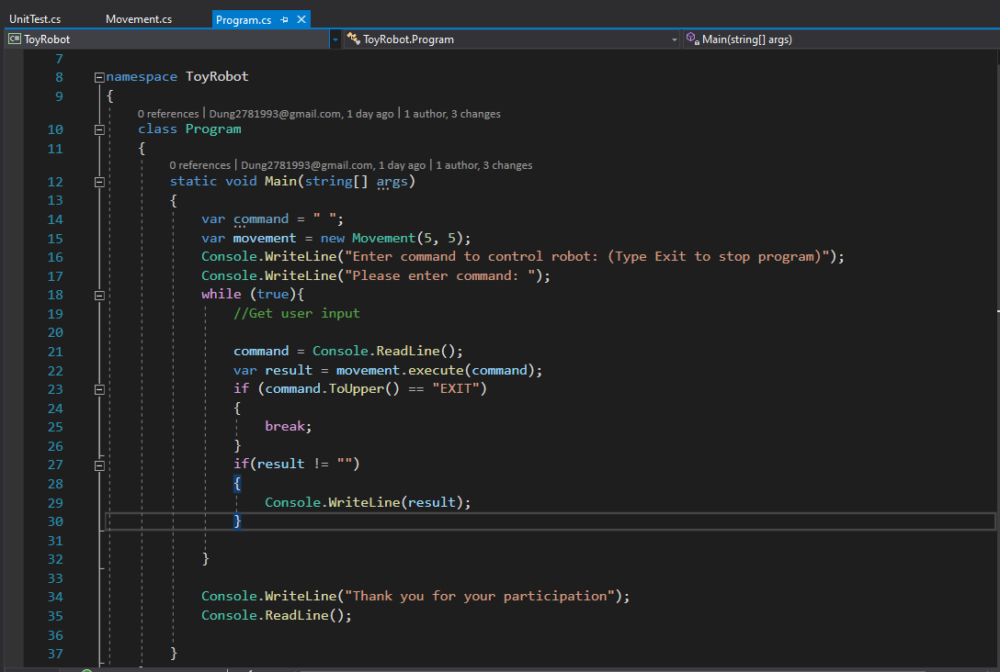 UnitTest.cs Movement.cs Program.cs
C# ToyRobot ToyRobot.Program Main(string[] args)
7
8 namespace ToyRobot
9 {
0 references | Dung2781993@gmail.com, 1 day ago | 1 author, 3 changes
10 class Program
11 {
0 references | Dung2781993@gmail.com, 1 day ago | 1 author, 3 changes
12 static void Main(string[] args)
13 {
14 var command = " ";
15 var movement = new Movement(5, 5);
16 Console.WriteLine("Enter command to control robot: (Type Exit to stop program)");
17 Console.WriteLine("Please enter command: ");
18 while (true){
19 //Get user input
20
21 command = Console.ReadLine();
22 var result = movement.execute(command);
23 if (command.ToUpper() == "EXIT")
24 {
25 break;
26 }
27 if(result != "")
28 {
29 Console.WriteLine(result);
30 }
31
32 }
33
34 Console.WriteLine("Thank you for your participation");
35 Console.ReadLine();
36
37 }